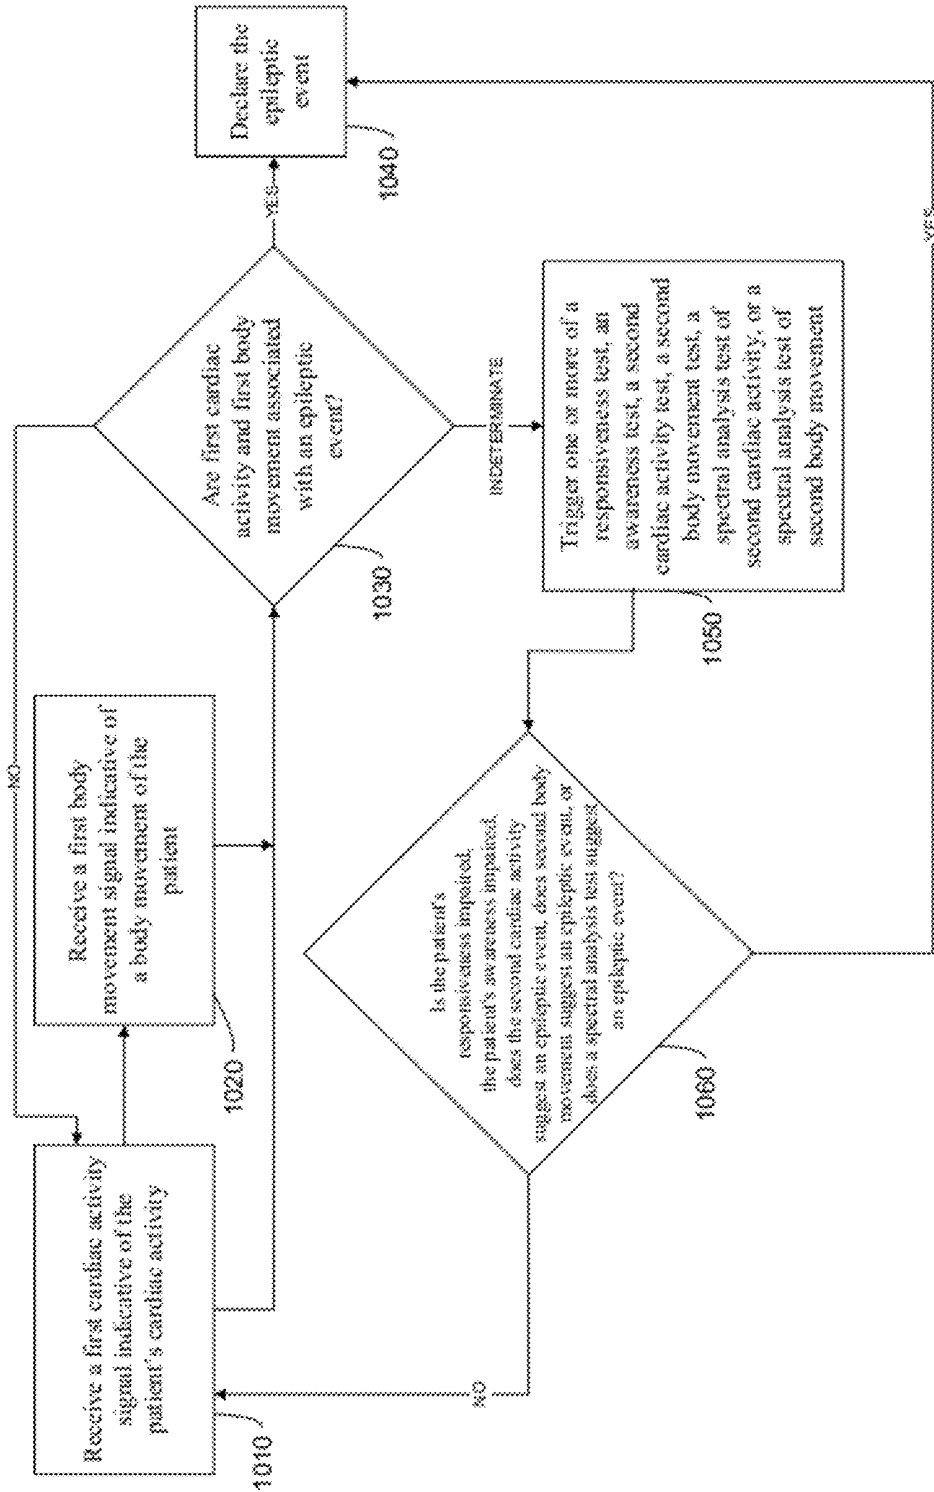 Receive a first cardiac activity
signal indicative of the
patient's cardiac activity
1010
Receive a first body
movement signal indicative of
a body movement of the
patient
1020
NO
Are first cardiac
activity and first body
movement associated
with an epileptic
event?
1030
YES
Declare the
epileptic
event
1040
INDETERMINATE
Trigger one or more of a
responsiveness test, an
awareness test, a second
cardiac activity test, a second
body movement test, a
spectral analysis test of
second cardiac activity, or a
spectral analysis test of
second body movement
1050
Is the patient's
responsiveness impaired,
the patient's awareness impaired,
does the second cardiac activity
suggest an epileptic event, does second body
movement suggest an epileptic event, or
does a spectral analysis test suggest
an epileptic event?
1060
NO
YES